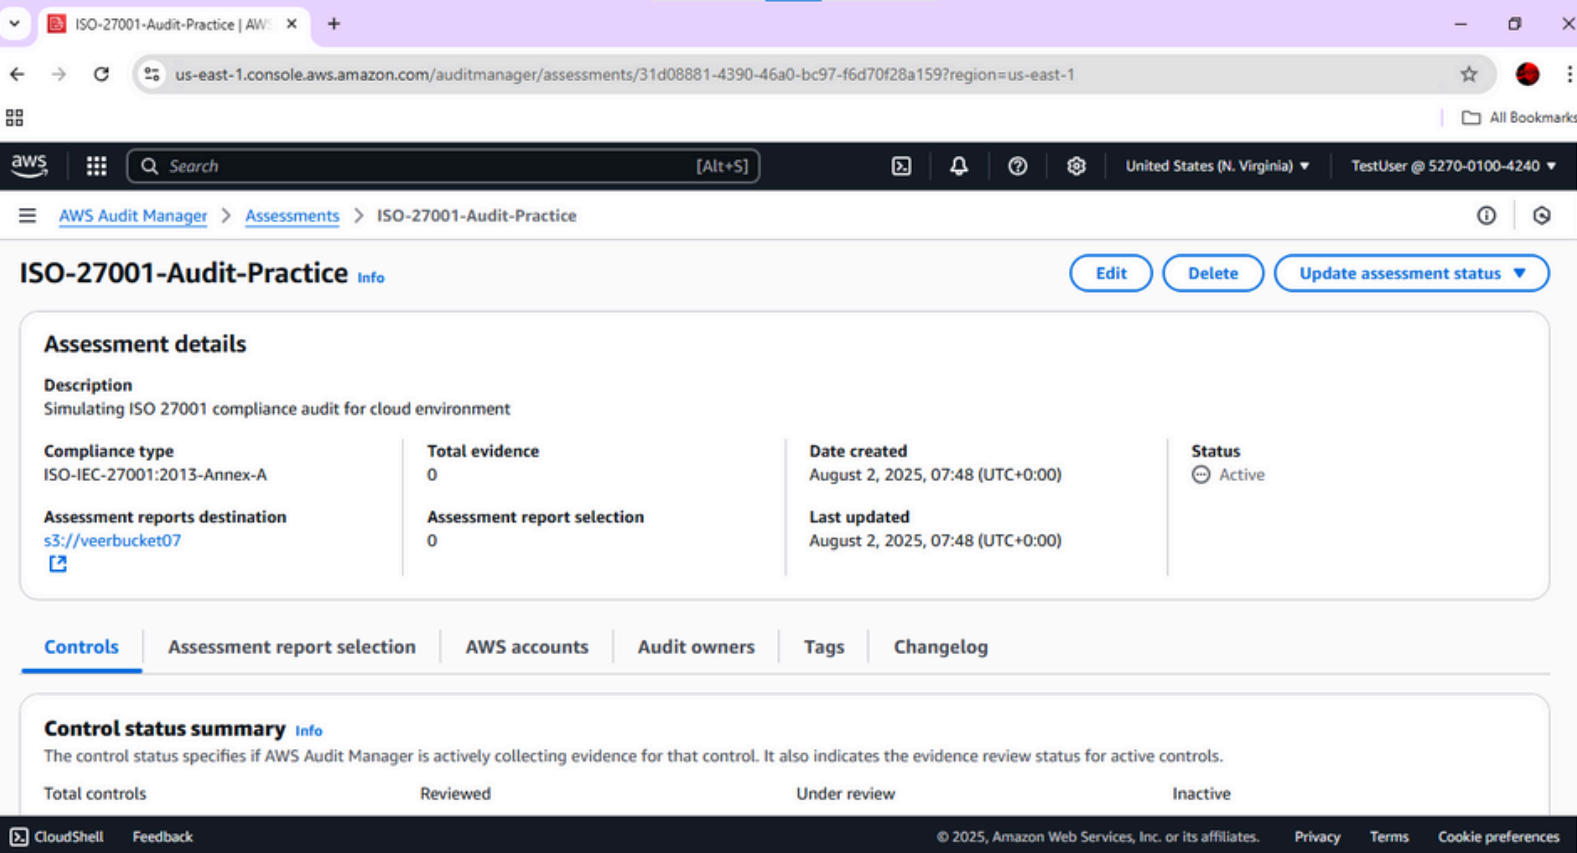 ISO-27001-Audit-Practice | AWS
us-east-1.console.aws.amazon.com/auditmanager/assessments/31d08881-4390-46a0-bc97-f6d70f28a159?region=us-east-1
All Bookmarks
aws
Search
[Alt+S]
United States (N. Virginia)
TestUser @ 5270-0100-4240
AWS Audit Manager > Assessments > ISO-27001-Audit-Practice
ISO-27001-Audit-Practice Info
Edit
Delete
Update assessment status
Assessment details
Description
Simulating ISO 27001 compliance audit for cloud environment
Compliance type
ISO-IEC-27001:2013-Annex-A
Assessment reports destination
s3://veerbucket07
Total evidence
0
Assessment report selection
0
Date created
August 2, 2025, 07:48 (UTC+0:00)
Last updated
August 2, 2025, 07:48 (UTC+0:00)
Status
Active
Controls
Assessment report selection
AWS accounts
Audit owners
Tags
Changelog
Control status summary Info
The control status specifies if AWS Audit Manager is actively collecting evidence for that control. It also indicates the evidence review status for active controls.
Total controls
Reviewed
Under review
Inactive
CloudShell
Feedback
© 2025, Amazon Web Services, Inc. or its affiliates.
Privacy
Terms
Cookie preferences